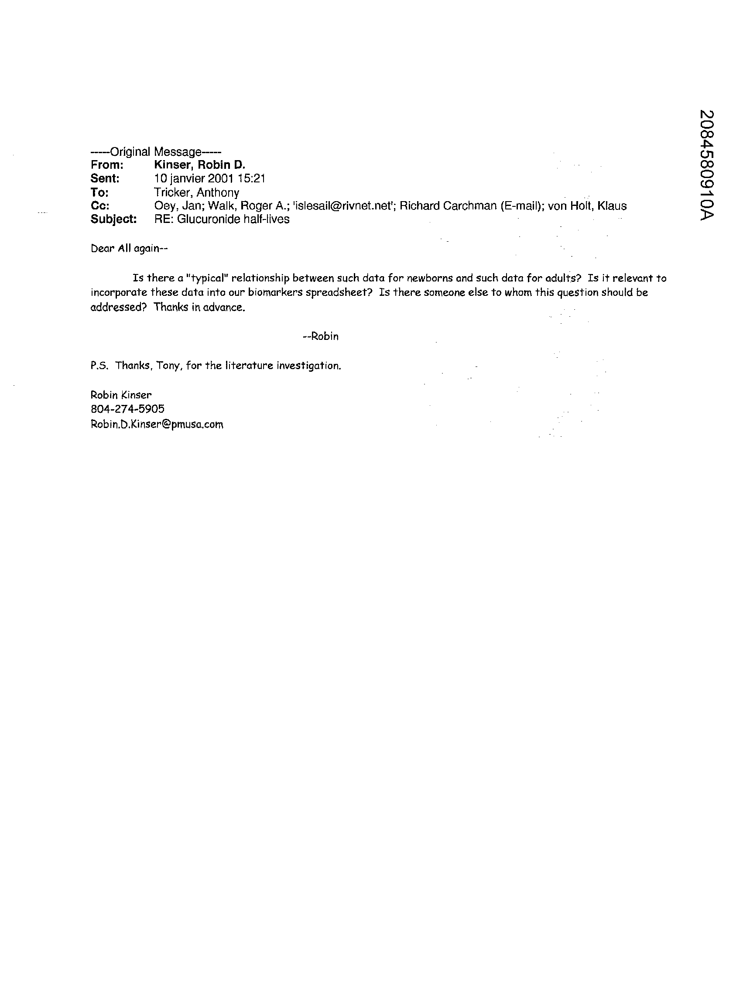 -----Original Message-----
From: Kinser, Robin D.
Sent: 10 janvier 2001 15:21
To: Tricker, Anthony
Cc: Oey, Jan; Walk, Roger A.; 'islesail@rivnet.net'; Richard Carchman (E-mail); von Holt, Klaus
Subject: RE: Glucuronide half-lives
Dear All again--
Is there a "typical" relationship between such data for newborns and such data for adults? Is it relevant to
incorporate these data into our biomarkers spreadsheet? Is there someone else to whom this question should be
addressed? Thanks in advance.
--Robin
P.S. Thanks, Tony, for the literature investigation.
Robin Kinser
804-274-5905
Robin.D.Kinser@pmusa.com
2084580910A